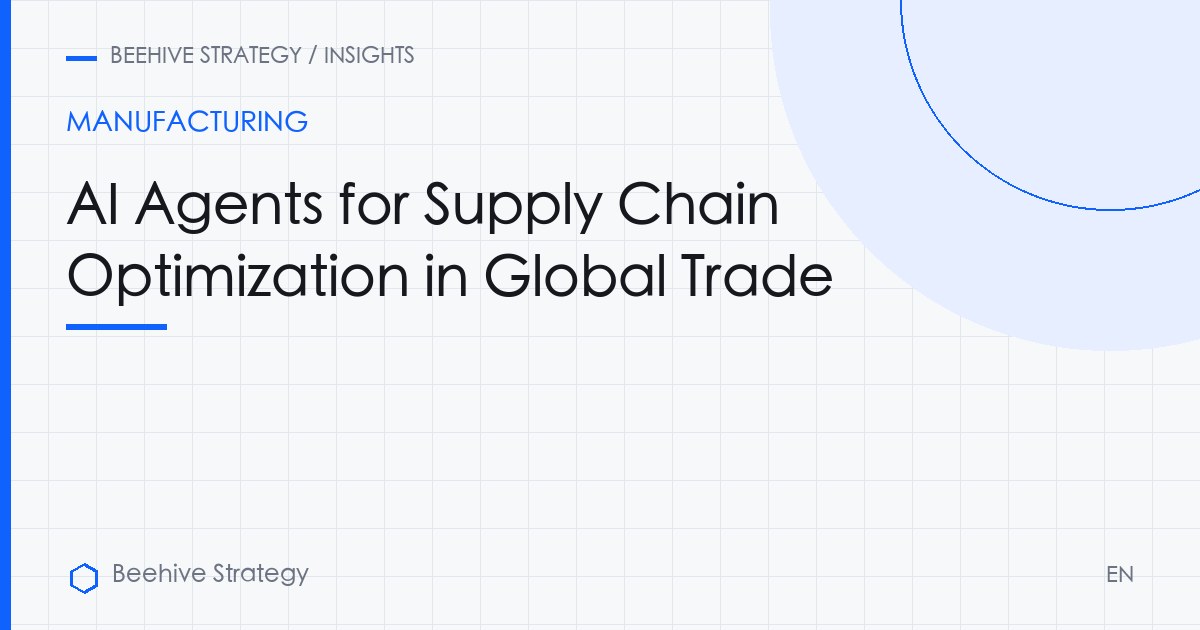 BEEHIVE STRATEGY / INSIGHTS
MANUFACTURING
AI Agents for Supply Chain
Optimization in Global Trade
Beehive Strategy
EN